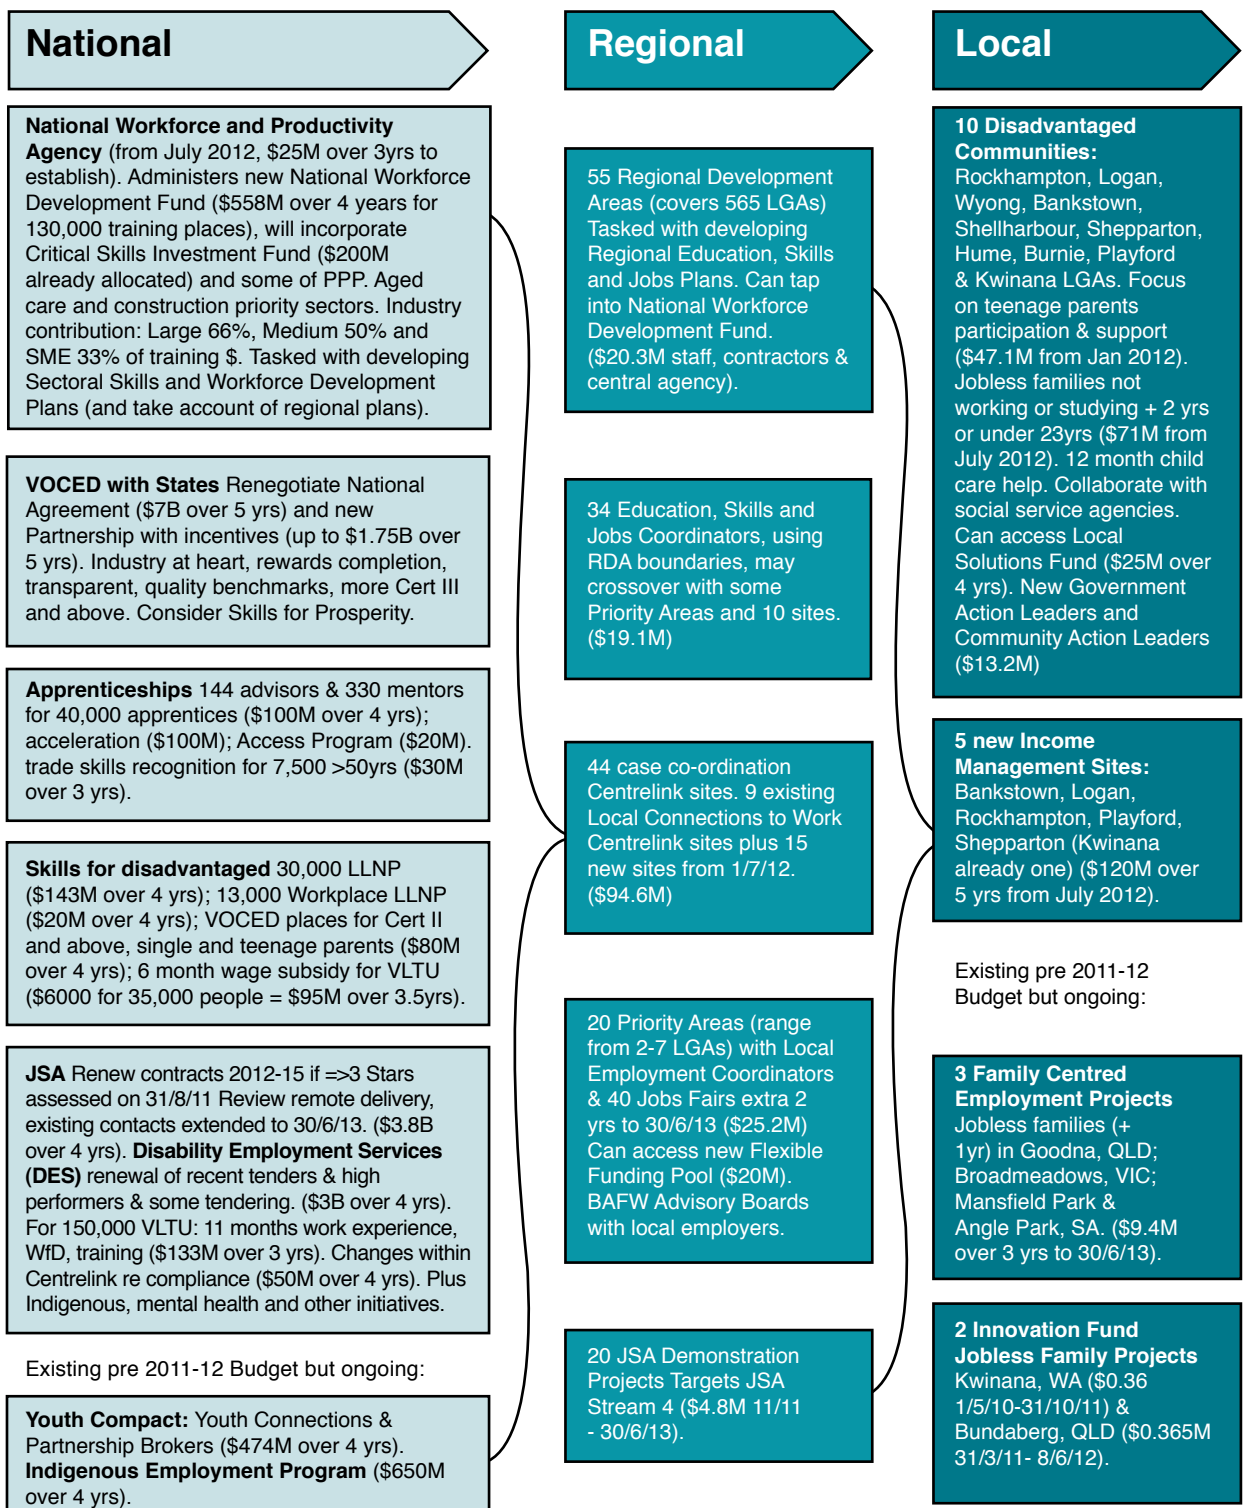 National
National Workforce and Productivity
Agency (from July 2012, $25M over 3yrs to
establish). Administers new National Workforce
Development Fund ($558M over 4 years for
130,000 training places), will incorporate
Critical Skills Investment Fund ($200M
already allocated) and some of PPP. Aged
care and construction priority sectors. Industry
contribution: Large 66%, Medium 50% and
SME 33% of training $. Tasked with developing
Sectoral Skills and Workforce Development
Plans (and take account of regional plans).
VOCED with States Renegotiate National
Agreement ($7B over 5 yrs) and new
Partnership with incentives (up to $1.75B over
5 yrs). Industry at heart, rewards completion,
transparent, quality benchmarks, more Cert III
and above. Consider Skills for Prosperity.
Apprenticeships 144 advisors & 330 mentors
for 40,000 apprentices ($100M over 4 yrs);
acceleration ($100M); Access Program ($20M).
trade skills recognition for 7,500 >50yrs ($30M
over 3 yrs).
Skills for disadvantaged 30,000 LLNP
($143M over 4 yrs); 13,000 Workplace LLNP
($20M over 4 yrs); VOCED places for Cert II
and above, single and teenage parents ($80M
over 4 yrs); 6 month wage subsidy for VLTU
($6000 for 35,000 people = $95M over 3.5yrs).
JSA Renew contracts 2012-15 if =>3 Stars
assessed on 31/8/11 Review remote delivery,
existing contacts extended to 30/6/13. ($3.8B
over 4 yrs). Disability Employment Services
(DES) renewal of recent tenders & high
performers & some tendering. ($3B over 4 yrs).
For 150,000 VLTU: 11 months work experience,
WfD, training ($133M over 3 yrs). Changes within
Centrelink re compliance ($50M over 4 yrs). Plus
Indigenous, mental health and other initiatives.
Existing pre 2011-12 Budget but ongoing:
Youth Compact: Youth Connections &
Partnership Brokers ($474M over 4 yrs).
Indigenous Employment Program ($650M
over 4 yrs).
Regional
55 Regional Development
Areas (covers 565 LGAs)
Tasked with developing
Regional Education, Skills
and Jobs Plans. Can tap
into National Workforce
Development Fund.
($20.3M staff, contractors &
central agency).
34 Education, Skills and
Jobs Coordinators, using
RDA boundaries, may
crossover with some
Priority Areas and 10 sites.
($19.1M)
44 case co-ordination
Centrelink sites. 9 existing
Local Connections to Work
Centrelink sites plus 15
new sites from 1/7/12.
($94.6M)
20 Priority Areas (range
from 2-7 LGAs) with Local
Employment Coordinators
& 40 Jobs Fairs extra 2
yrs to 30/6/13 ($25.2M)
Can access new Flexible
Funding Pool ($20M).
BAFW Advisory Boards
with local employers.
20 JSA Demonstration
Projects Targets JSA
Stream 4 ($4.8M 11/11
- 30/6/13).
Local
10 Disadvantaged
Communities:
Rockhampton, Logan,
Wyong, Bankstown,
Shellharbour, Shepparton,
Hume, Burnie, Playford
& Kwinana LGAs. Focus
on teenage parents
participation & support
($47.1M from Jan 2012).
Jobless families not
working or studying + 2 yrs
or under 23yrs ($71M from
July 2012). 12 month child
care help. Collaborate with
social service agencies.
Can access Local
Solutions Fund ($25M over
4 yrs). New Government
Action Leaders and
Community Action Leaders
($13.2M)
5 new Income
Management Sites:
Bankstown, Logan,
Rockhampton, Playford,
Shepparton (Kwinana
already one) ($120M over
5 yrs from July 2012).
Existing pre 2011-12
Budget but ongoing:
3 Family Centred
Employment Projects
Jobless families (+
1yr) in Goodna, QLD;
Broadmeadows, VIC;
Mansfield Park &
Angle Park, SA. ($9.4M
over 3 yrs to 30/6/13).
2 Innovation Fund
Jobless Family Projects
Kwinana, WA ($0.36
1/5/10-31/10/11) &
Bundaberg, QLD ($0.365M
31/3/11- 8/6/12).